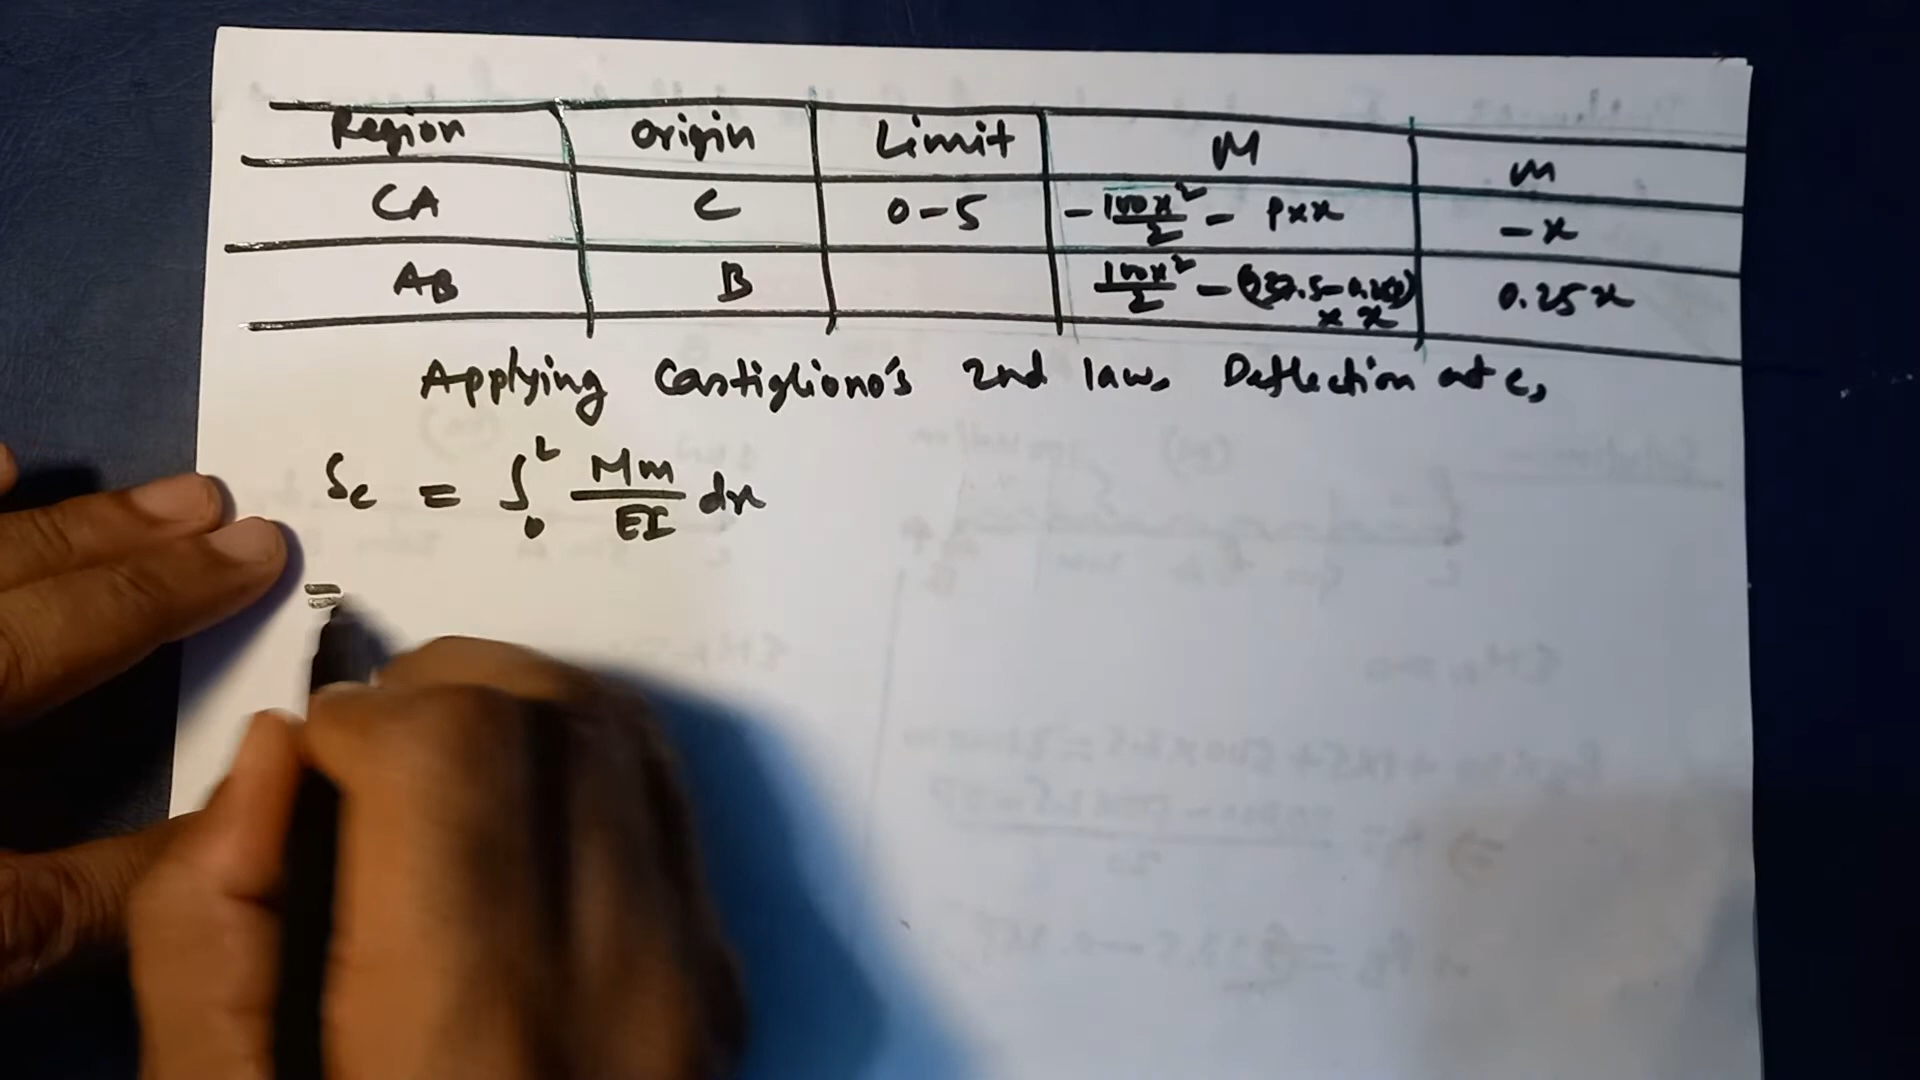 Region Origin Limit M m
CA C 0-5 -100x²/2 - P×x -x
AB B 100x²/2 - ( × x 0.25x
Applying Castigliono's 2nd law. Deflection at c,
δc = ∫₀ᴸ Mm/EI dx
=